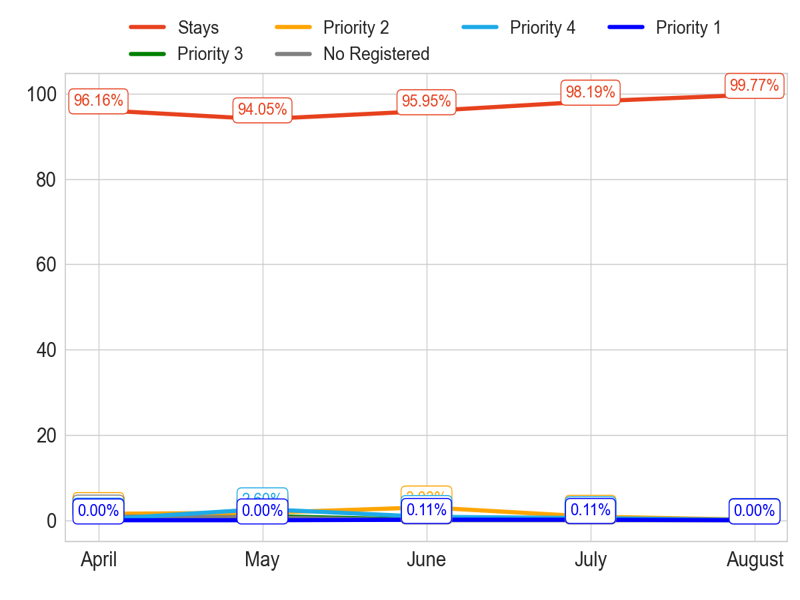 Stays Priority 2 Priority 4 Priority 1
Priority 3 No Registered
100
80
60
40
20
0
96.16% 94.05% 95.95% 98.19% 99.77%
0.00% 0.00% 0.11% 0.11% 0.00%
April May June July August